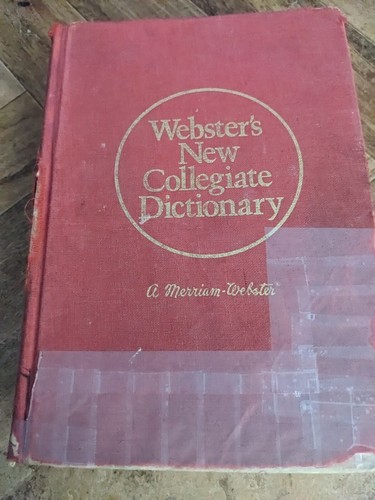 Webster's
New
Collegiate
Dictionary
A Merriam-Webster